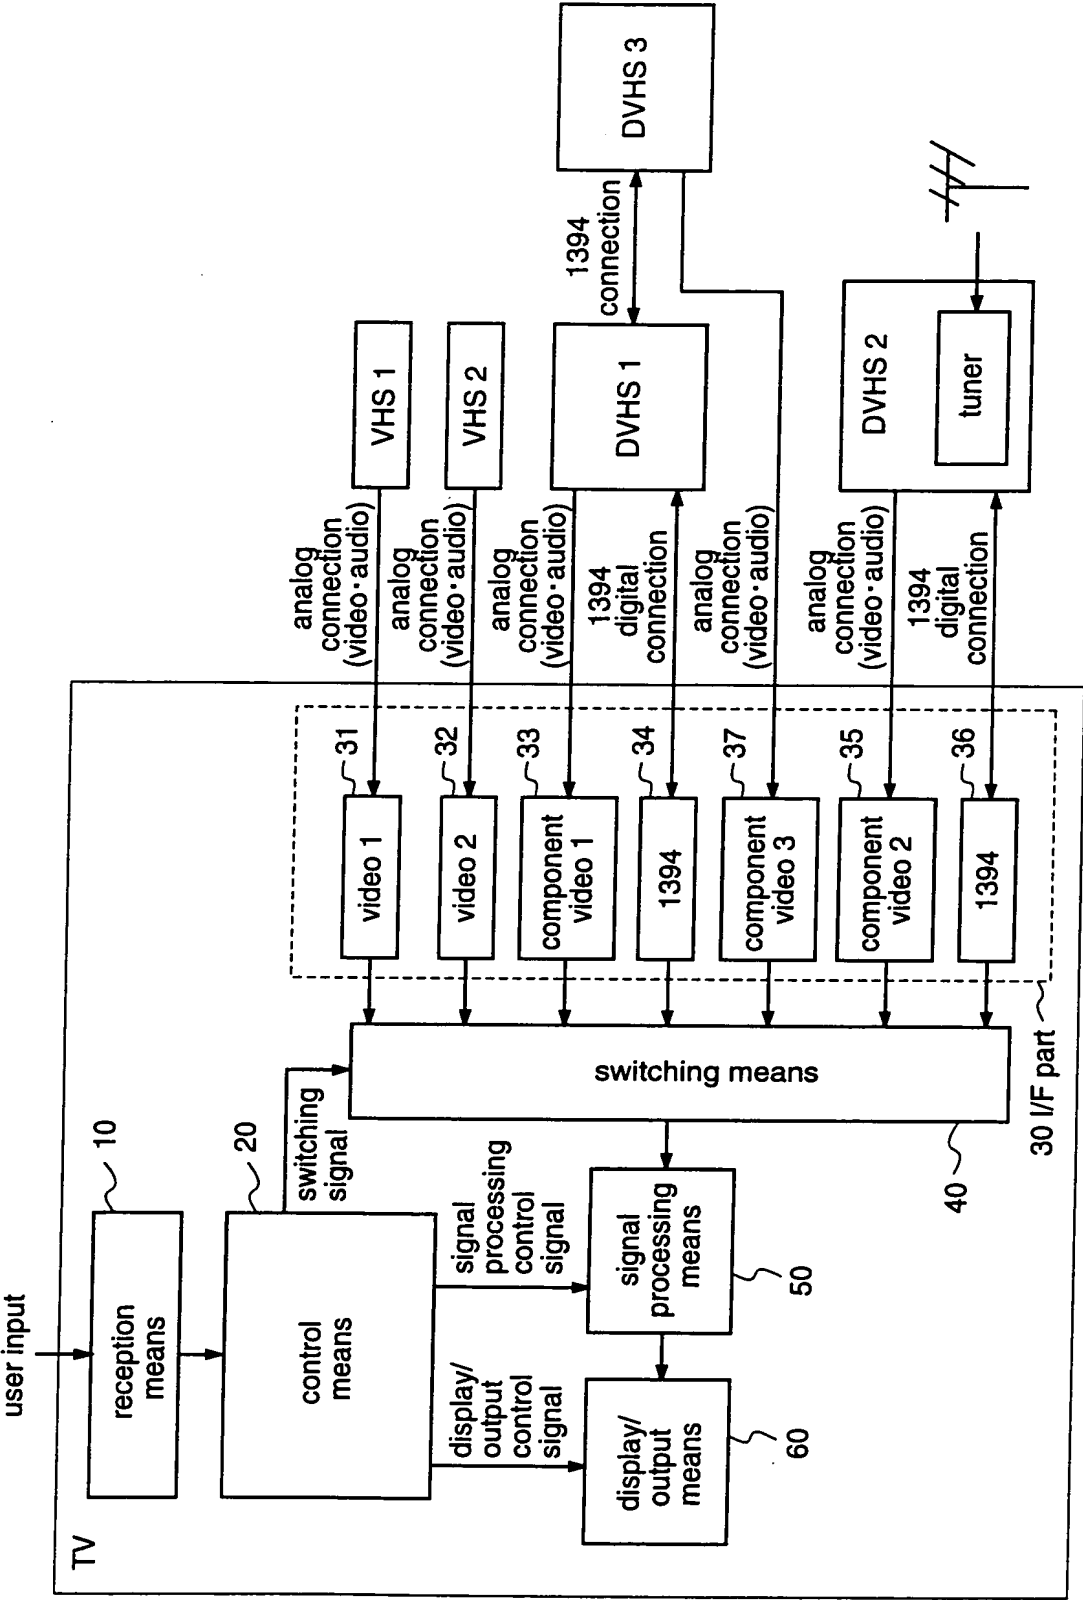 user input
TV
reception
means
10
control
means
20
switching
signal
signal
processing
control
signal
display/
output
control
signal
display/
output
means
60
signal
processing
means
50
switching means
40
30 I/F part
video 1
31
video 2
32
component
video 1
33
1394
34
component
video 3
37
component
video 2
35
1394
36
analog
connection
(video·audio)
analog
connection
(video·audio)
analog
connection
(video·audio)
1394
digital
connection
analog
connection
(video·audio)
analog
connection
(video·audio)
1394
digital
connection
VHS 1
VHS 2
DVHS 1
1394
connection
DVHS 3
DVHS 2
tuner